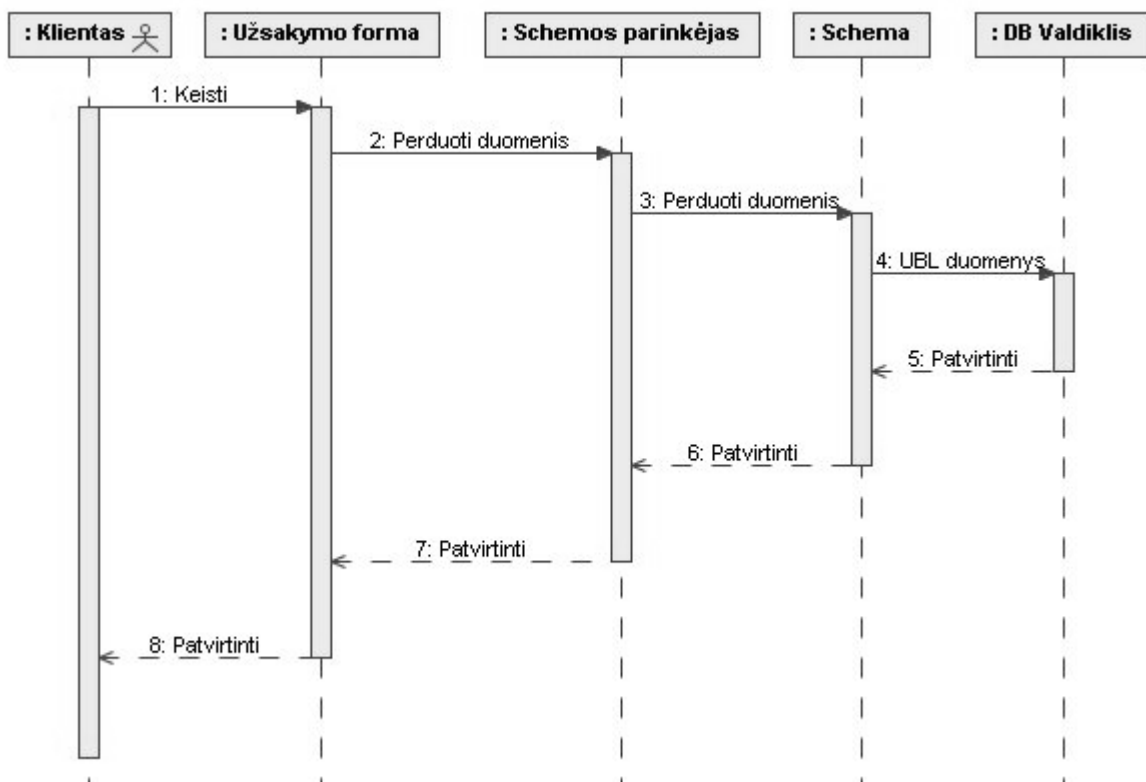 : Klientas
: Užsakymo forma
: Schemos parinkėjas
: Schema
: DB Valdiklis
1: Keisti
2: Perduoti duomenis
3: Perduoti duomenis
4: UBL duomenys
5: Patvirtinti
6: Patvirtinti
7: Patvirtinti
8: Patvirtinti